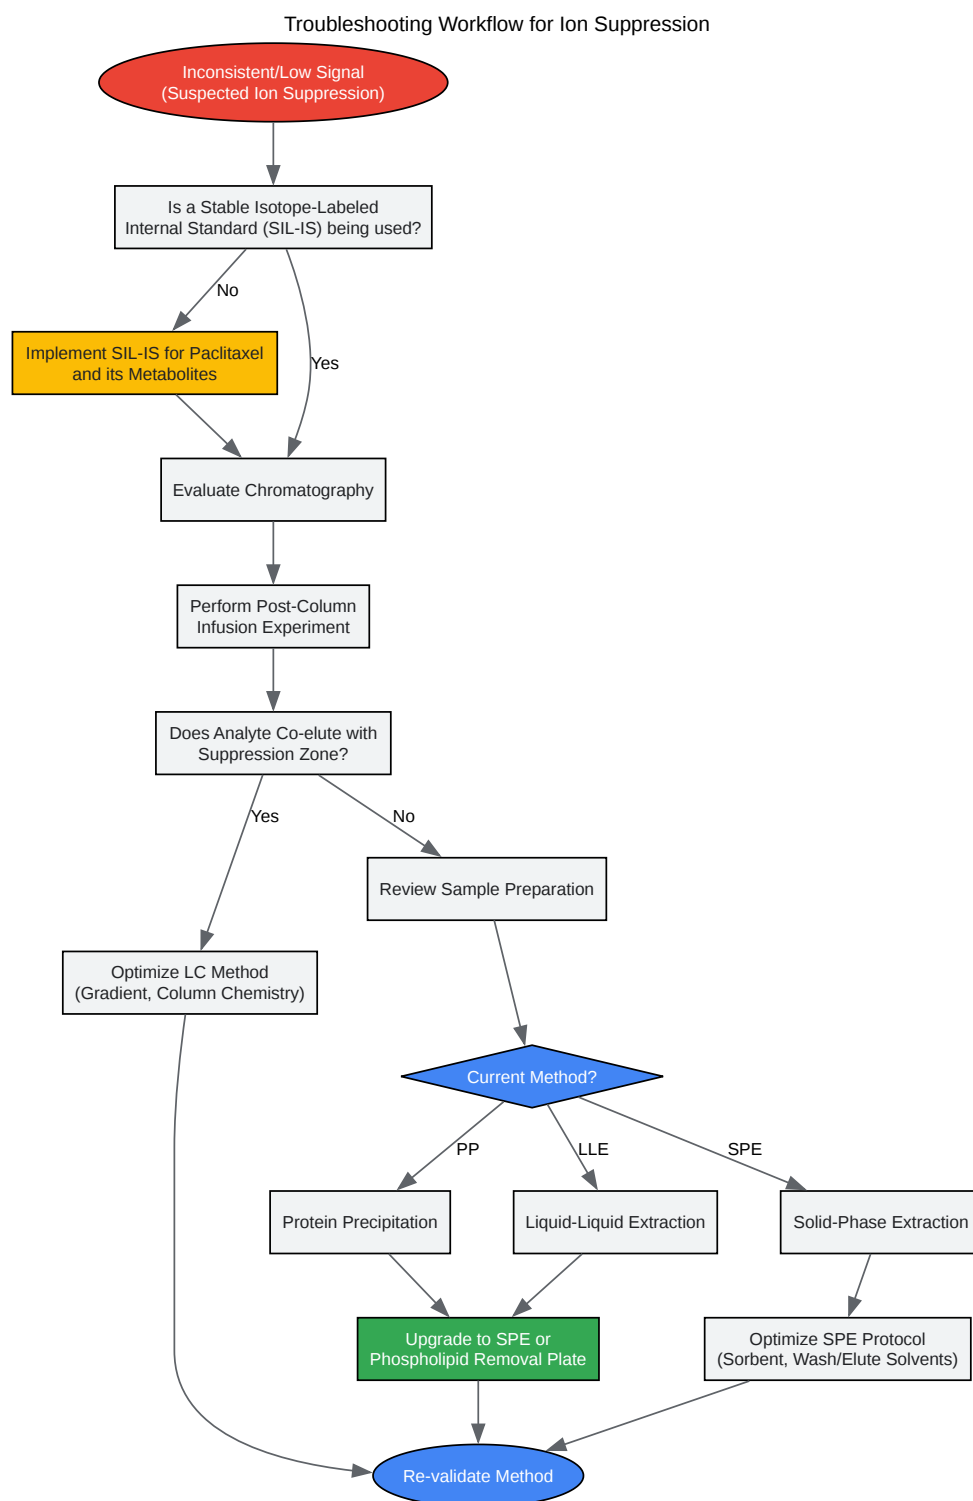 Troubleshooting Workflow for Ion Suppression
Inconsistent/Low Signal
(Suspected Ion Suppression)
Is a Stable Isotope-Labeled
Internal Standard (SIL-IS) being used?
No
Implement SIL-IS for Paclitaxel
and its Metabolites
Yes
Evaluate Chromatography
Perform Post-Column
Infusion Experiment
Does Analyte Co-elute with
Suppression Zone?
Yes
No
Review Sample Preparation
Optimize LC Method
(Gradient, Column Chemistry)
Current Method?
PP
LLE
SPE
Protein Precipitation
Liquid-Liquid Extraction
Solid-Phase Extraction
Upgrade to SPE or
Phospholipid Removal Plate
Optimize SPE Protocol
(Sorbent, Wash/Elute Solvents)
Re-validate Method